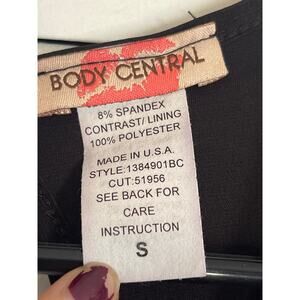 BODY CENTRAL
8% SPANDEX
CONTRAST/ LINING
100% POLYESTER
MADE IN U.S.A.
STYLE:1384901BC
CUT:51956
SEE BACK FOR
CARE
INSTRUCTION
S